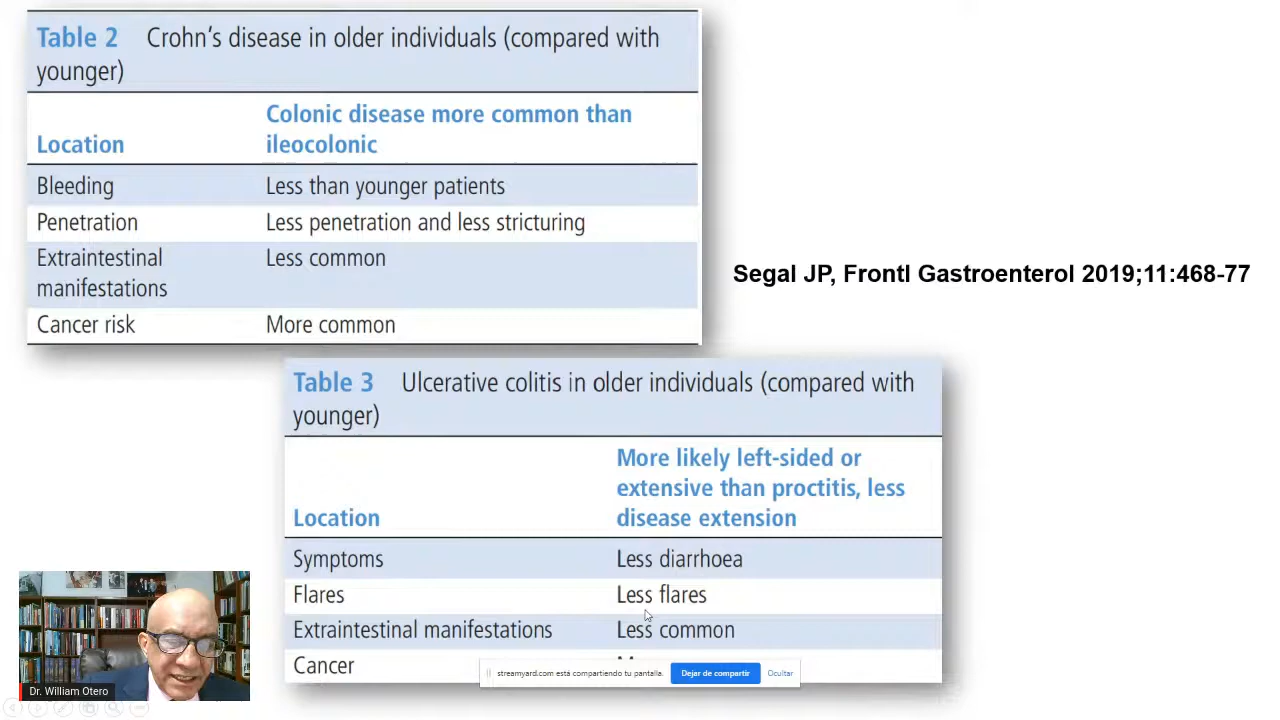 Table 2 Crohn's disease in older individuals (compared with
younger)
Location
Colonic disease more common than
ileocolonic
Bleeding Less than younger patients
Penetration Less penetration and less stricturing
Extraintestinal
manifestations
Less common
Cancer risk More common
Segal JP, Frontl Gastroenterol 2019;11:468-77
Table 3 Ulcerative colitis in older individuals (compared with
younger)
Location
More likely left-sided or
extensive than proctitis, less
disease extension
Symptoms Less diarrhoea
Flares Less flares
Extraintestinal manifestations Less common
Cancer
streamyard.com está compartiendo tu pantalla.
Dejar de compartir
Ocultar
Dr. William Otero